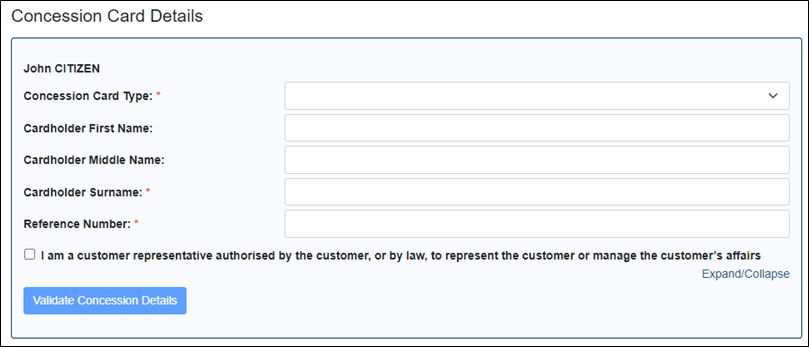 Concession Card Details
John CITIZEN
Concession Card Type: *
Cardholder First Name:
Cardholder Middle Name:
Cardholder Surname: *
Reference Number: *
I am a customer representative authorised by the customer, or by law, to represent the customer or manage the customer's affairs
Expand/Collapse
Validate Concession Details